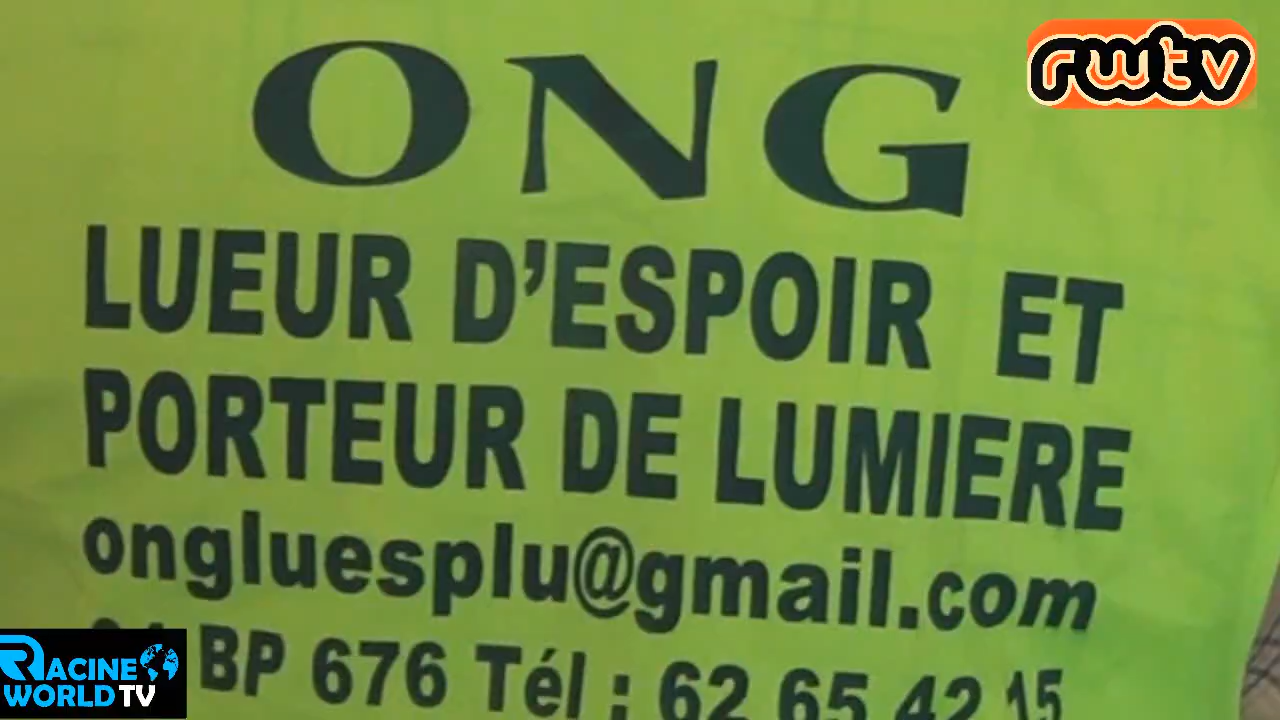 rwtv
ONG
LUEUR D'ESPOIR ET
PORTEUR DE LUMIERE
ongluesplu@gmail.com
BP 676 Tél : 62 65 42 15
RACINE
WORLD TV